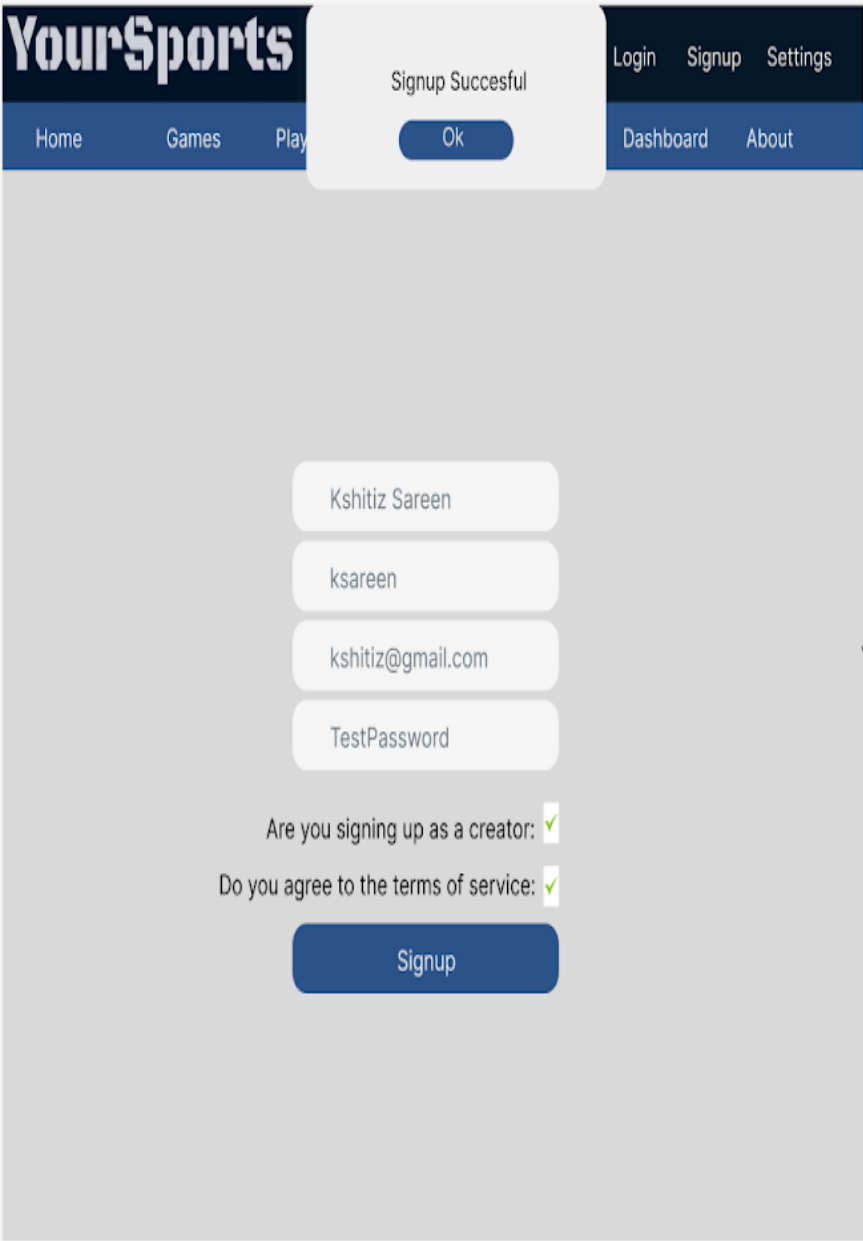 YourSports
Signup Succesful
Login Signup Settings
Home Games Play
Ok
Dashboard About
Kshitiz Sareen
ksareen
kshitiz@gmail.com
TestPassword
Are you signing up as a creator:
Do you agree to the terms of service:
Signup